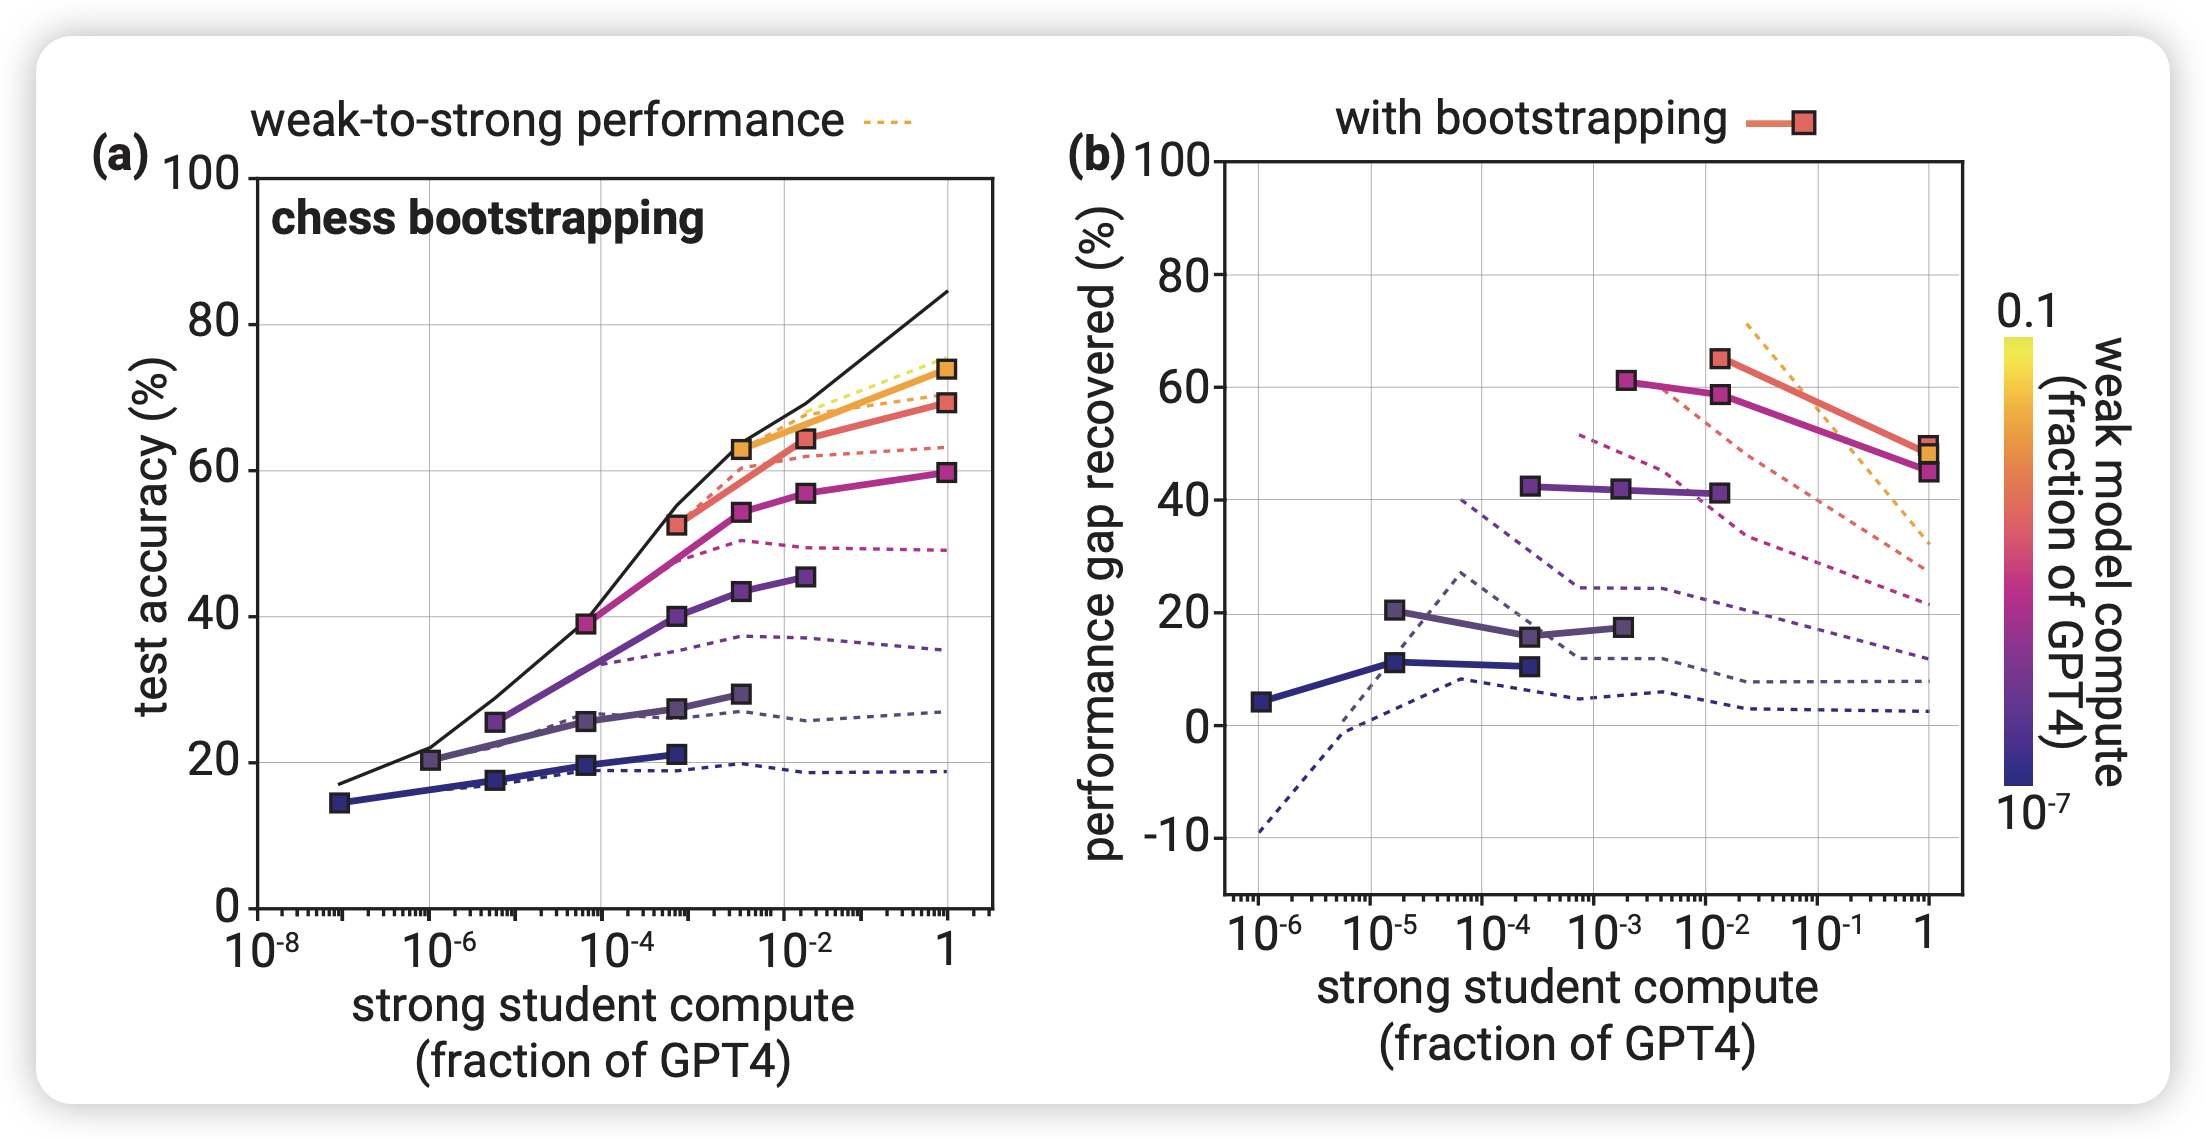 weak-to-strong performance
with bootstrapping
(a)
100
80
60
40
20
0
test accuracy (%)
chess bootstrapping
10-8
10-6
10-4
10-2
1
strong student compute
(fraction of GPT4)
(b)
100
80
60
40
20
0
-10
performance gap recovered (%)
10-6
10-5
10-4
10-3
10-2
10-1
1
strong student compute
(fraction of GPT4)
0.1
10-7
weak model compute
(fraction of GPT4)